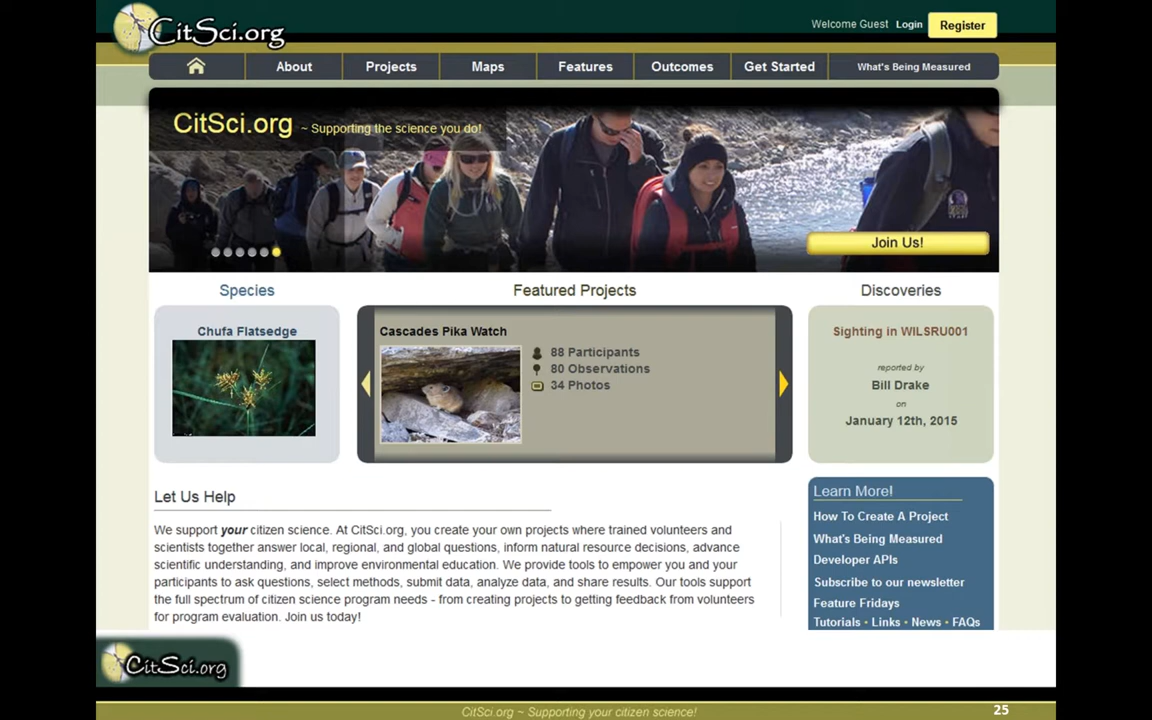 CitSci.org
Welcome Guest Login Register
About Projects Maps Features Outcomes Get Started What's Being Measured
CitSci.org ~ Supporting the science you do!
Join Us!
Species
Featured Projects
Discoveries
Chufa Flatsedge
Cascades Pika Watch
88 Participants
80 Observations
34 Photos
Sighting in WILSRU001
reported by
Bill Drake
on
January 12th, 2015
Let Us Help
We support your citizen science. At CitSci.org, you create your own projects where trained volunteers and
scientists together answer local, regional, and global questions, inform natural resource decisions, advance
scientific understanding, and improve environmental education. We provide tools to empower you and your
participants to ask questions, select methods, submit data, analyze data, and share results. Our tools support
the full spectrum of citizen science program needs - from creating projects to getting feedback from volunteers
for program evaluation. Join us today!
Learn More!
How To Create A Project
What's Being Measured
Developer APIs
Subscribe to our newsletter
Feature Fridays
Tutorials • Links • News • FAQs
CitSci.org
CitSci.org ~ Supporting your citizen science!
25